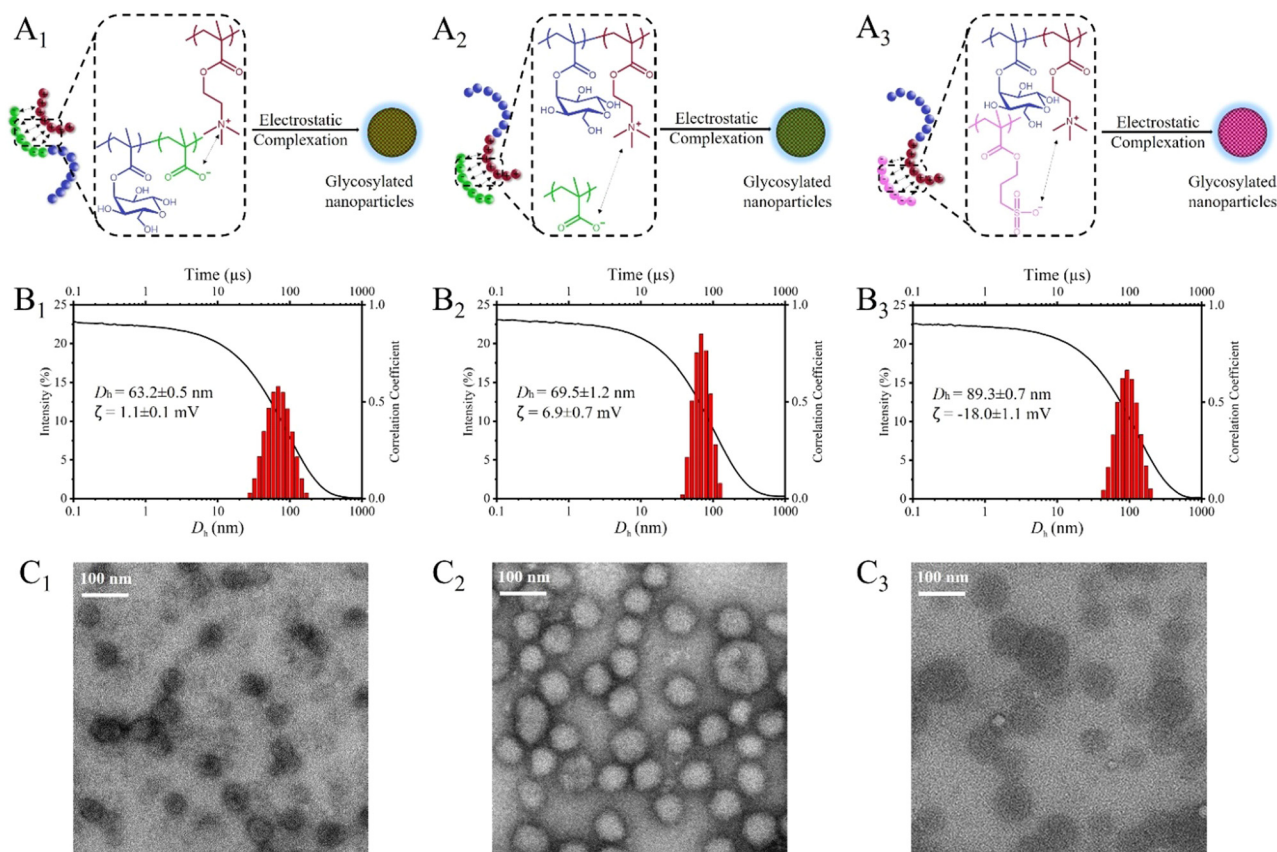 A1
O
O
N+
O
O
O
O-
HO
OH
OH
O
OH
Electrostatic
Complexation
Glycosylated
nanoparticles
A2
O
O
O
O
HO
OH
OH
O
OH
N+
O
O-
Electrostatic
Complexation
Glycosylated
nanoparticles
A3
O
O
O
O
HO
OH
OH
O
OH
N+
O
O
O
S
O-
O
Electrostatic
Complexation
Glycosylated
nanoparticles
B1
Time (µs)
0.1 1 10 100 1000
25
20
15
10
5
0
Intensity (%)
Dh = 63.2±0.5 nm
ζ = 1.1±0.1 mV
1.0
0.5
0.0
Correlation Coefficient
0.1 1 10 100 1000
Dh (nm)
B2
Time (µs)
0.1 1 10 100 1000
25
20
15
10
5
0
Intensity (%)
Dh = 69.5±1.2 nm
ζ = 6.9±0.7 mV
1.0
0.5
0.0
Correlation Coefficient
0.1 1 10 100 1000
Dh (nm)
B3
Time (µs)
0.1 1 10 100 1000
25
20
15
10
5
0
Intensity (%)
Dh = 89.3±0.7 nm
ζ = -18.0±1.1 mV
1.0
0.5
0.0
Correlation Coefficient
0.1 1 10 100 1000
Dh (nm)
C1
100 nm
C2
100 nm
C3
100 nm